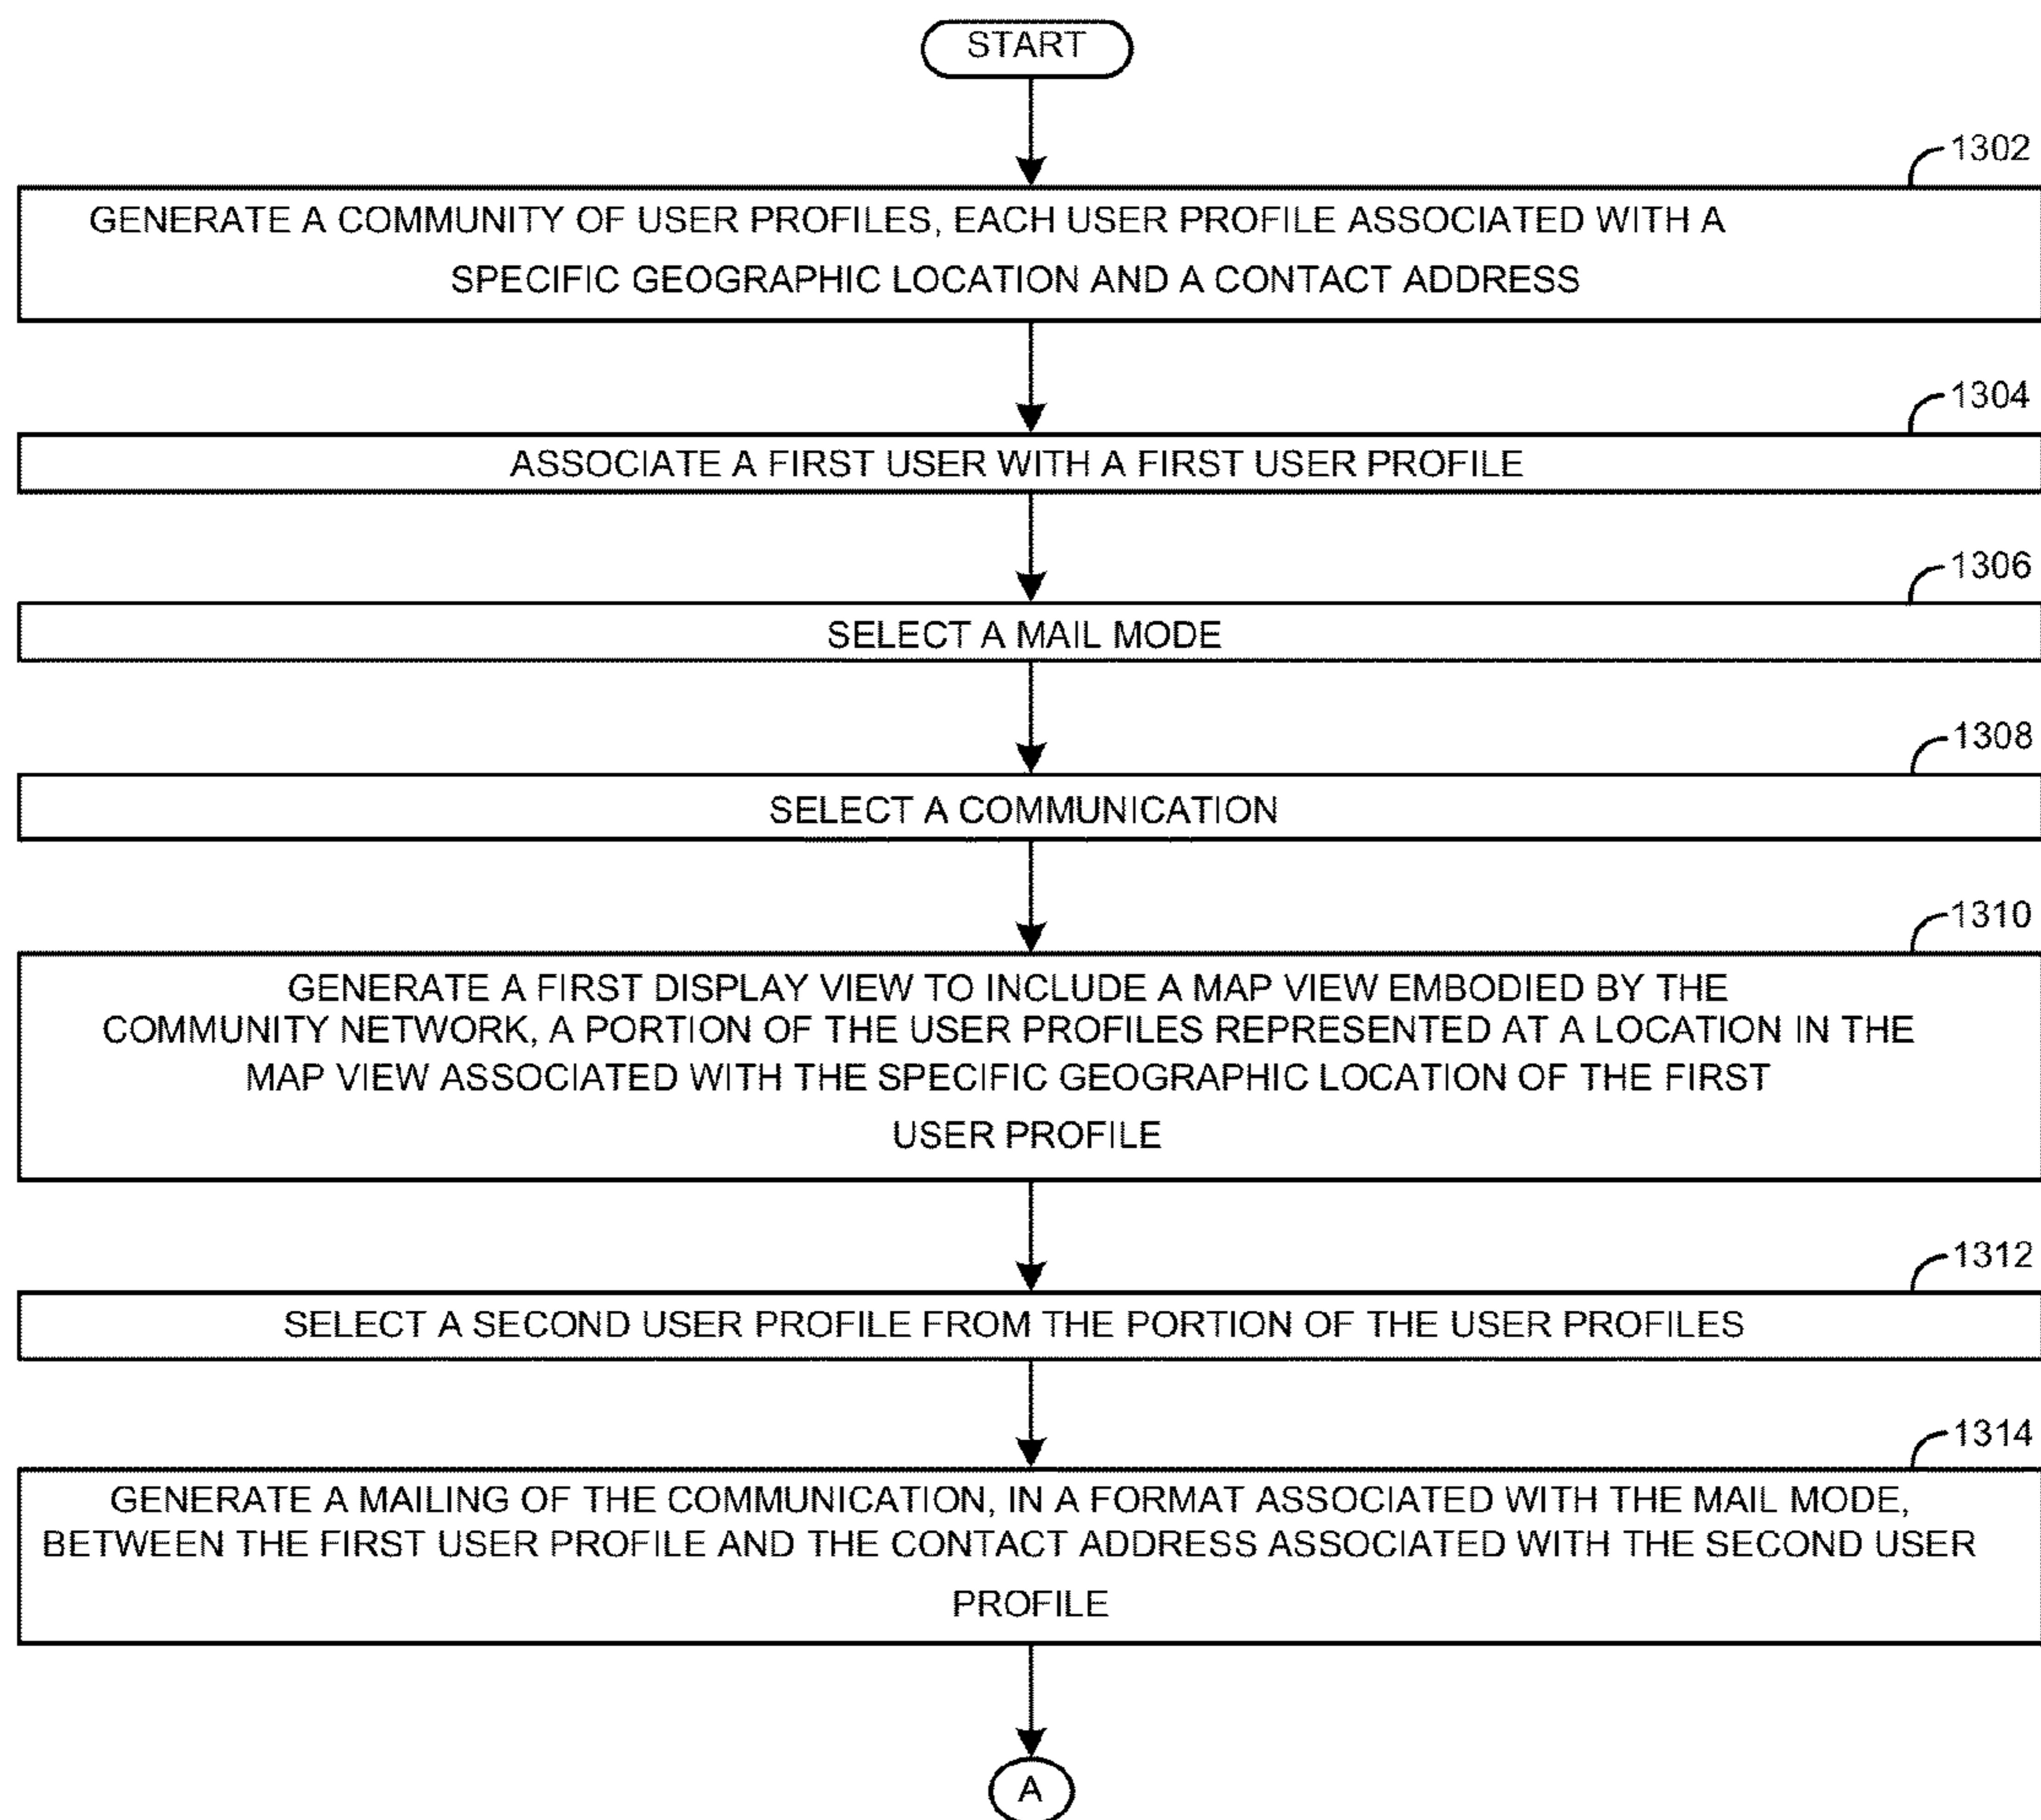 START
1302
GENERATE A COMMUNITY OF USER PROFILES, EACH USER PROFILE ASSOCIATED WITH A
SPECIFIC GEOGRAPHIC LOCATION AND A CONTACT ADDRESS
1304
ASSOCIATE A FIRST USER WITH A FIRST USER PROFILE
1306
SELECT A MAIL MODE
1308
SELECT A COMMUNICATION
1310
GENERATE A FIRST DISPLAY VIEW TO INCLUDE A MAP VIEW EMBODIED BY THE
COMMUNITY NETWORK, A PORTION OF THE USER PROFILES REPRESENTED AT A LOCATION IN THE
MAP VIEW ASSOCIATED WITH THE SPECIFIC GEOGRAPHIC LOCATION OF THE FIRST
USER PROFILE
1312
SELECT A SECOND USER PROFILE FROM THE PORTION OF THE USER PROFILES
1314
GENERATE A MAILING OF THE COMMUNICATION, IN A FORMAT ASSOCIATED WITH THE MAIL MODE,
BETWEEN THE FIRST USER PROFILE AND THE CONTACT ADDRESS ASSOCIATED WITH THE SECOND USER
PROFILE
A